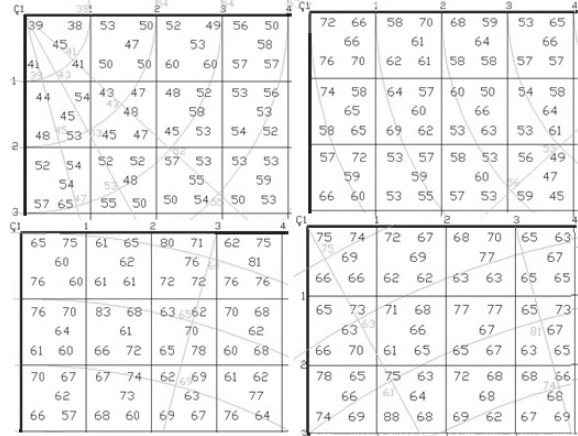 Ç1 1 2 3 4
39 38 53 50 52 49 56 50
45 47 53 58
41 41 50 50 60 60 57 57
1
44 54 43 47 48 52 53 56
45 48 58 53
48 53 45 47 45 53 54 52
2
52 54 52 52 57 53 53 53
54 48 55 59
57 65 55 50 50 54 50 53
3
Ç1 1 2 3 4
72 66 58 70 68 59 53 65
66 61 64 66
76 70 62 61 58 58 57 57
74 58 64 57 60 50 54 58
65 60 66 64
58 65 69 62 53 63 53 61
57 72 53 57 58 53 56 49
59 59 60 47
66 60 53 55 57 53 59 45
Ç1 1 2 3 4
65 75 61 65 80 71 62 75
60 62 76 81
76 60 61 61 72 72 76 76
76 70 83 68 63 62 70 68
64 61 70 62
61 60 66 72 65 78 60 68
70 67 67 74 62 69 61 62
62 73 63 77
66 57 68 60 69 67 76 64
Ç1 1 2 3 4
75 74 72 67 68 70 65 63
69 69 77 67
66 66 62 62 63 63 65 65
1
65 73 71 68 77 77 65 73
63 66 67 67
66 70 61 65 65 67 63 65
2
78 65 75 63 72 68 68 66
66 64 68 68
74 69 88 68 69 62 67 69
3